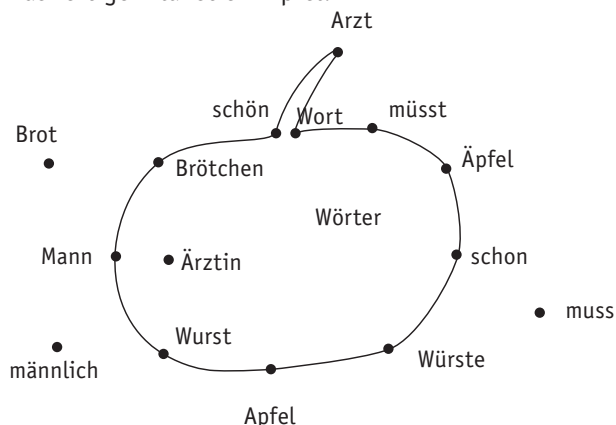 Arzt
schön
Wort
müsst
Brot
Brötchen
Äpfel
Wörter
Mann
Ärztin
schon
muss
Wurst
männlich
Würste
Apfel